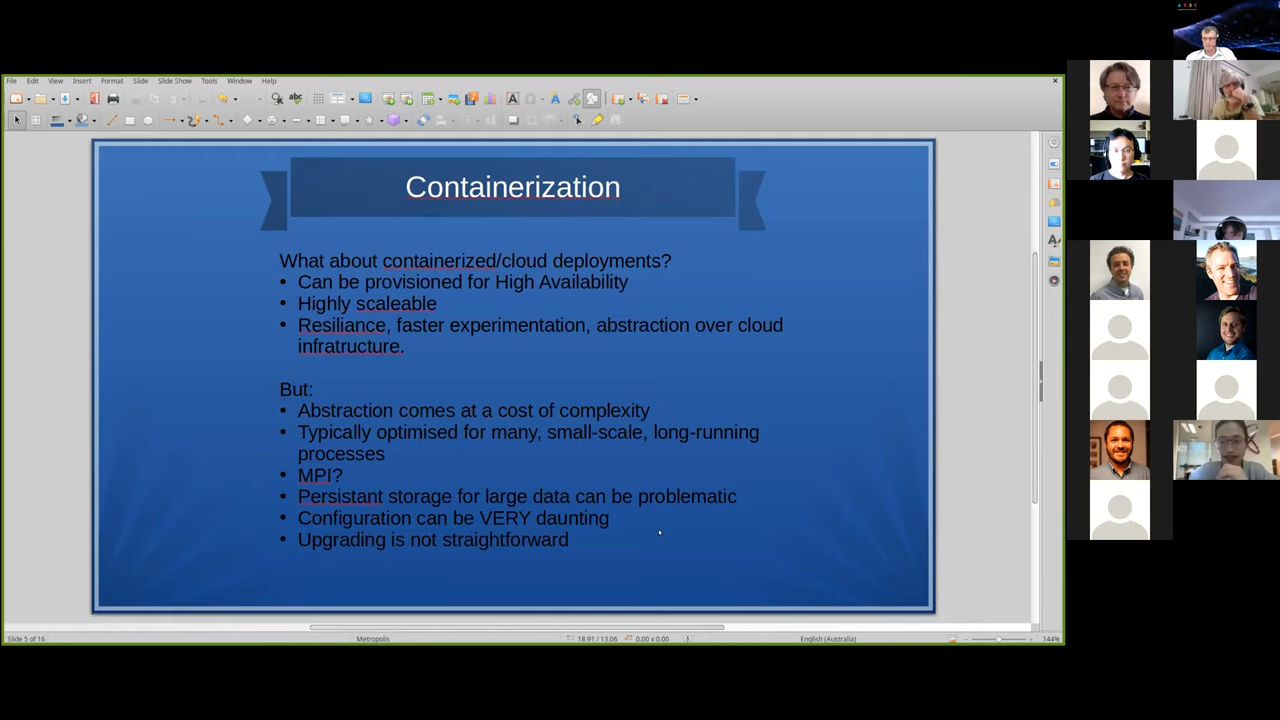 File Edit View Insert Format Slide Slide Show Tools Window Help
Containerization
What about containerized/cloud deployments?
• Can be provisioned for High Availability
• Highly scaleable
• Resiliance, faster experimentation, abstraction over cloud
infratructure.
But:
• Abstraction comes at a cost of complexity
• Typically optimised for many, small-scale, long-running
processes
• MPI?
• Persistant storage for large data can be problematic
• Configuration can be VERY daunting
• Upgrading is not straightforward
Slide 5 of 16 Metropolis 18.91 / 13.06 0.00 x 0.00 English (Australia) 144%